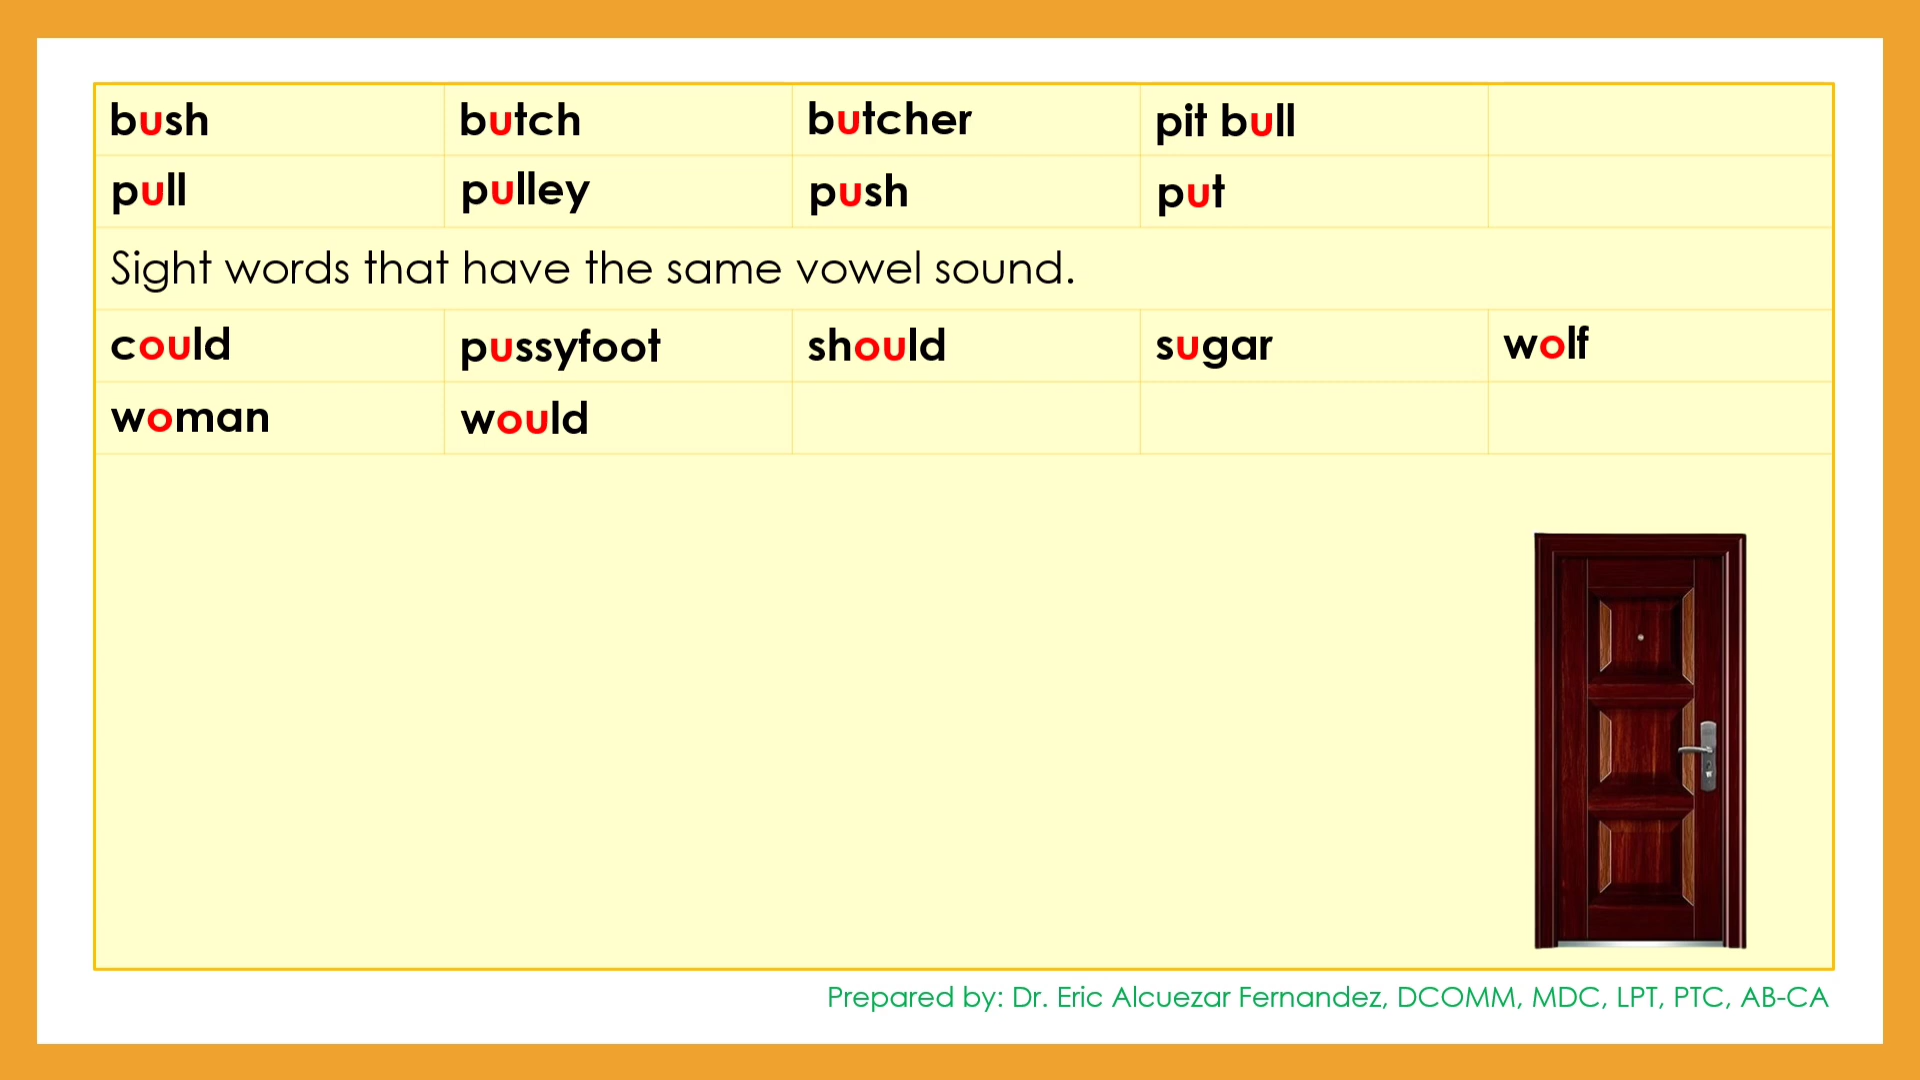 bush butch butcher pit bull
pull pulley push put
Sight words that have the same vowel sound.
could pussyfoot should sugar wolf
woman would
Prepared by: Dr. Eric Alcuezar Fernandez, DCOMM, MDC, LPT, PTC, AB-CA